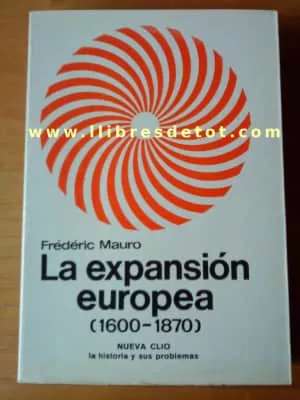 www.llibresdetot.com
Frédéric Mauro
La expansión
europea
(1600-1870)
NUEVA CLIO
la historia y sus problemas